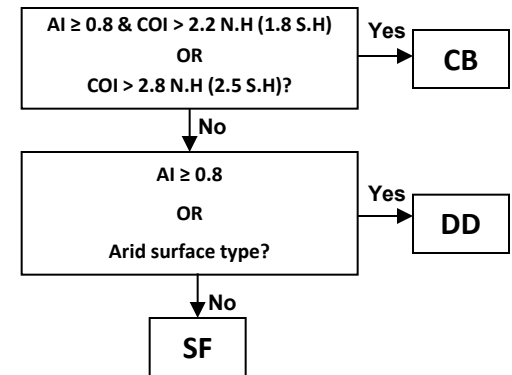 AI ≥ 0.8 & COI > 2.2 N.H (1.8 S.H)
OR
COI > 2.8 N.H (2.5 S.H)?
Yes
CB
No
AI ≥ 0.8
OR
Arid surface type?
Yes
DD
No
SF